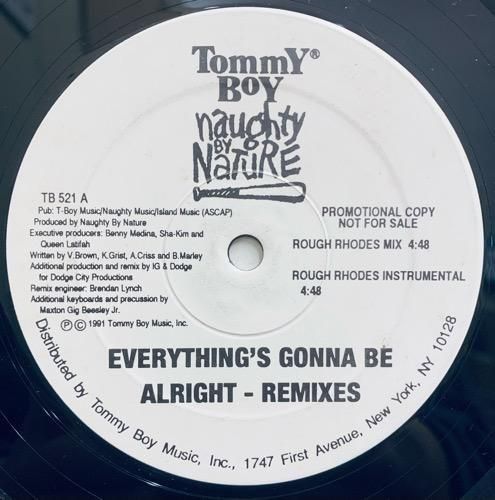 TommY®
BoY
naughty
BY
NATURE
TB 521 A
Pub: T-Boy Music/Naughty Music/Island Music (ASCAP)
Produced by Naughty By Nature
Executive producers: Benny Medina, Sha-Kim and
Queen Latifah
Written by V.Brown, K.Grist, A.Criss and B.Marley
Additional production and remix by IG & Dodge
for Dodge City Productions
Remix engineer: Brendan Lynch
Additional keyboards and precussion by
Maxton Gig Beesley Jr.
Ⓟ © 1991 Tommy Boy Music, Inc.
PROMOTIONAL COPY
NOT FOR SALE
ROUGH RHODES MIX 4:48
ROUGH RHODES INSTRUMENTAL
4:48
EVERYTHING'S GONNA BE
ALRIGHT - REMIXES
Distributed by Tommy Boy Music, Inc., 1747 First Avenue, New York, NY 10128